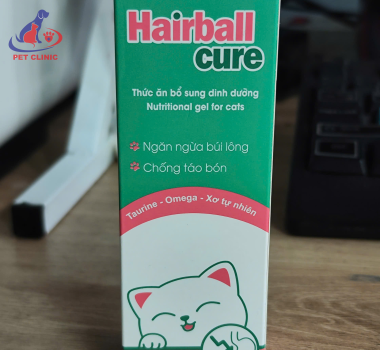 PET CLINIC
Hairball
cure
Thức ăn bổ sung dinh dưỡng
Nutritional gel for cats
Ngăn ngừa búi lông
Chống táo bón
Taurine - Omega - Xơ tự nhiên